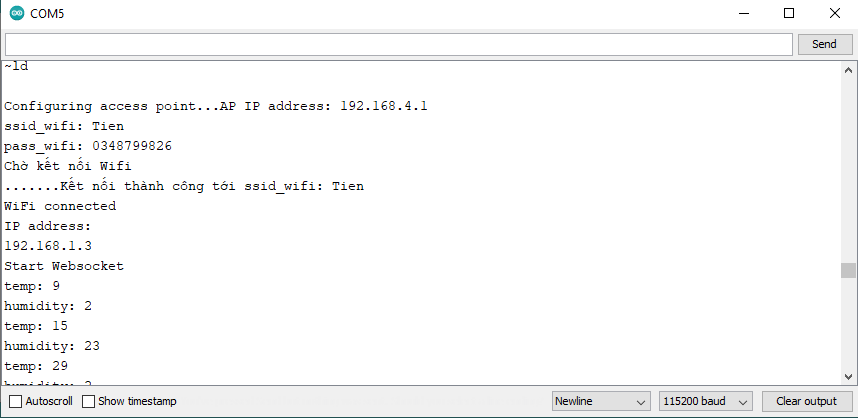 COM5
Send
~ld
Configuring access point...AP IP address: 192.168.4.1
ssid_wifi: Tien
pass_wifi: 0348799826
Chờ kết nối Wifi
.......Kết nối thành công tới ssid_wifi: Tien
WiFi connected
IP address:
192.168.1.3
Start Websocket
temp: 9
humidity: 2
temp: 15
humidity: 23
temp: 29
humidity: 2
Autoscroll Show timestamp Newline 115200 baud Clear output